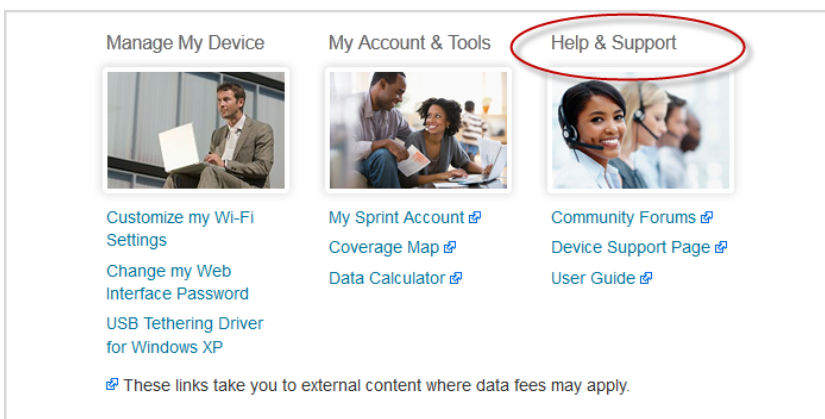 Manage My Device
Customize my Wi-Fi
Settings
Change my Web
Interface Password
USB Tethering Driver
for Windows XP
My Account & Tools
My Sprint Account
Coverage Map
Data Calculator
Help & Support
Community Forums
Device Support Page
User Guide
These links take you to external content where data fees may apply.